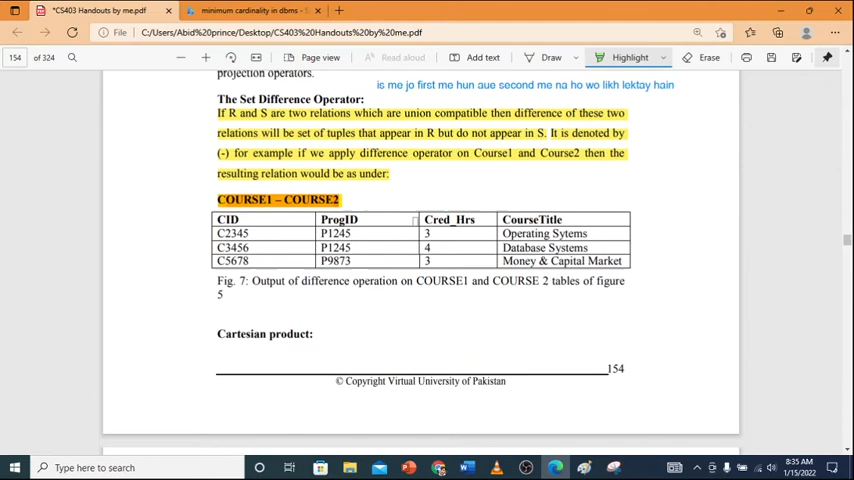 *CS403 Handouts by me.pdf
minimum cardinality in dbms - S
File
C:/Users/Abid%20prince/Desktop/CS403%20Handouts%20by%20me.pdf
154 of 324
Page view
Read aloud
Add text
Draw
Highlight
Erase
projection operators.
is me jo first me hun aue second me na ho wo likh lektay hain
The Set Difference Operator:
If R and S are two relations which are union compatible then difference of these two
relations will be set of tuples that appear in R but do not appear in S. It is denoted by
(-) for example if we apply difference operator on Course1 and Course2 then the
resulting relation would be as under:
COURSE1 – COURSE2
CID ProgID Cred_Hrs CourseTitle
C2345 P1245 3 Operating Sytems
C3456 P1245 4 Database Systems
C5678 P9873 3 Money & Capital Market
Fig. 7: Output of difference operation on COURSE1 and COURSE 2 tables of figure
5
Cartesian product:
154
© Copyright Virtual University of Pakistan
Type here to search
8:35 AM
1/15/2022